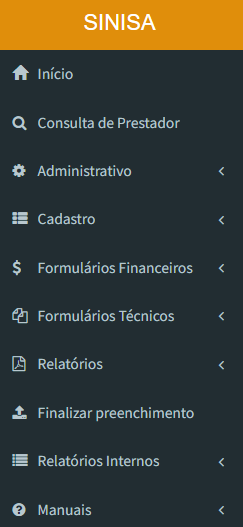 SINISA
Início
Consulta de Prestador
Administrativo
Cadastro
Formulários Financeiros
Formulários Técnicos
Relatórios
Finalizar preenchimento
Relatórios Internos
Manuais